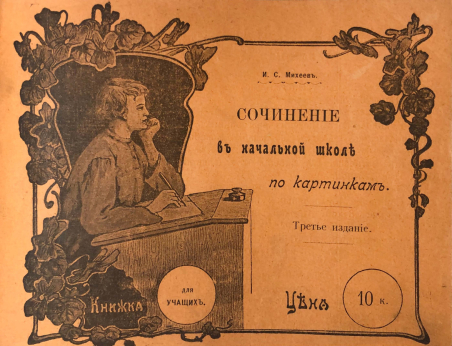 И. С. Михеевъ.
СОЧИНЕНІЕ
въ начальной школѣ
по картинкамъ.
Третье изданіе.
Книжка
для
УЧАЩИХЪ.
Цѣна
10 к.